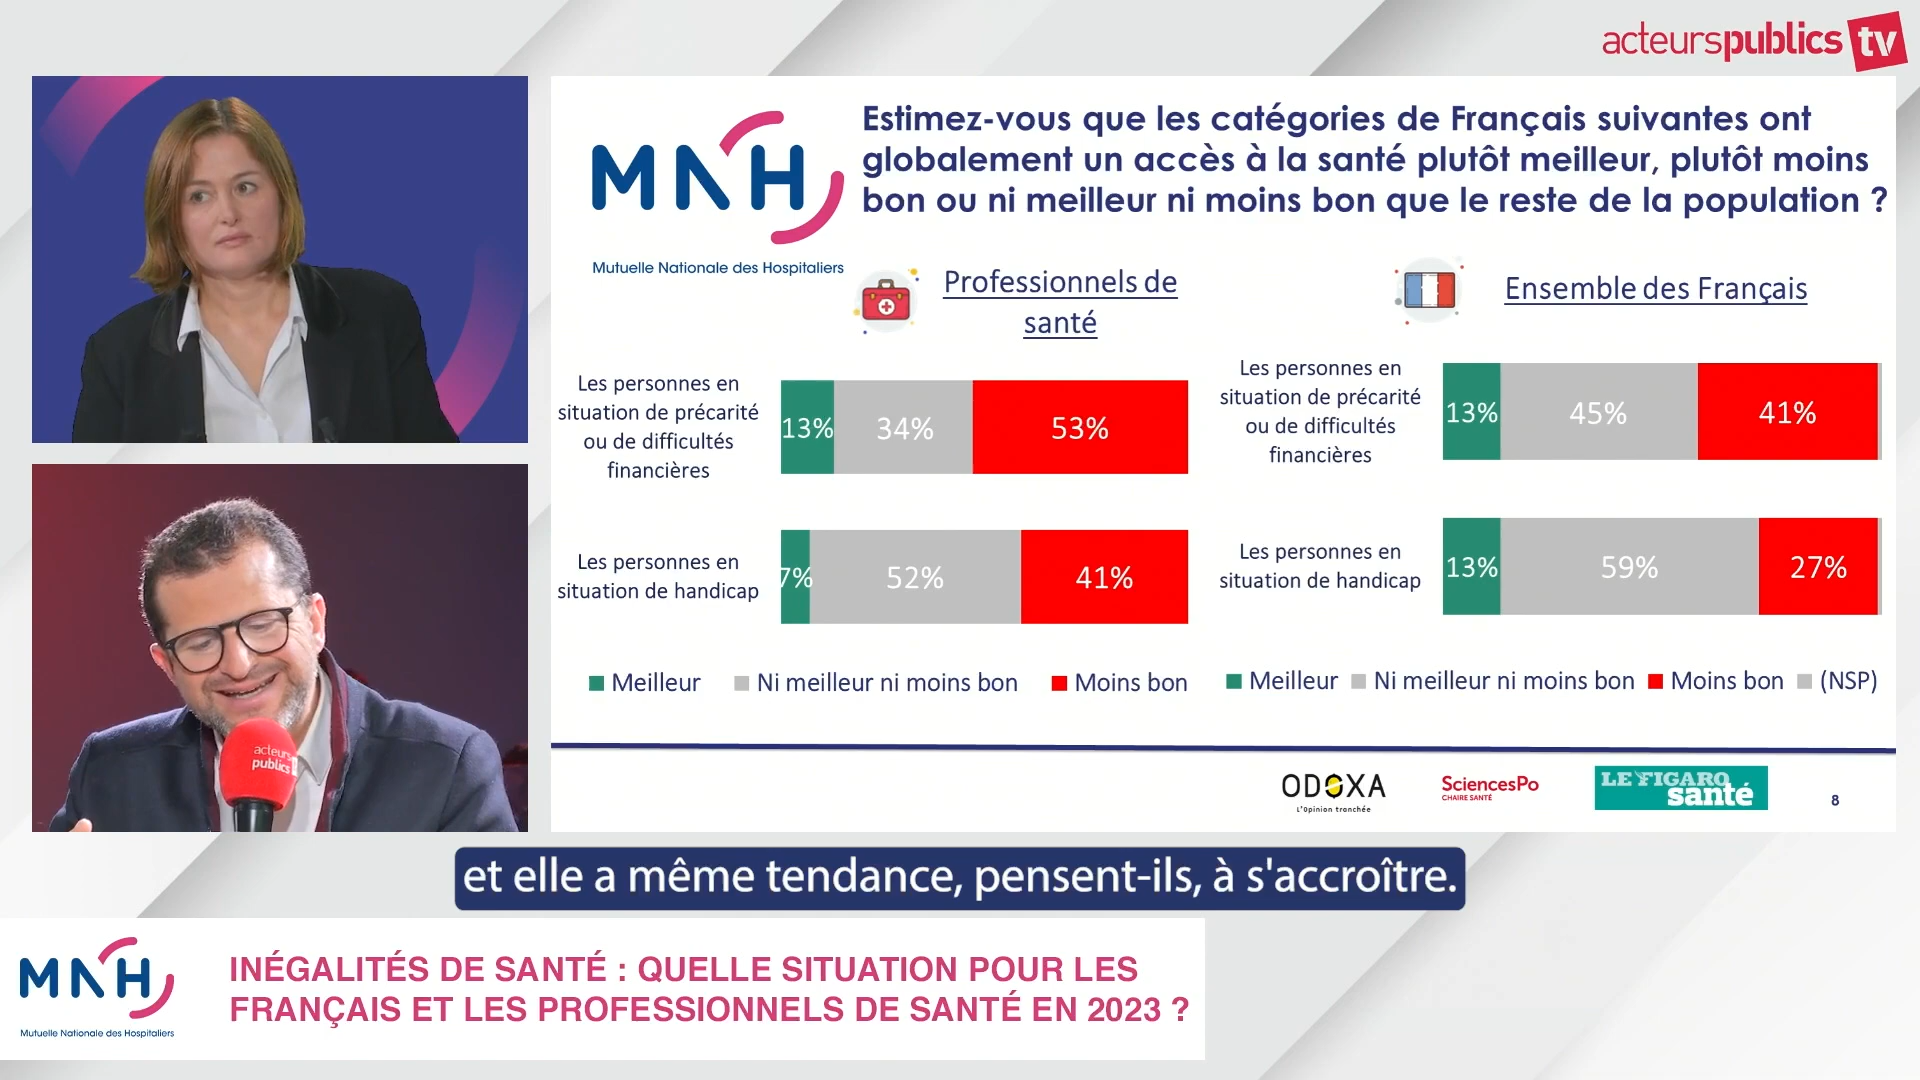 acteurspublics tv
MNH
Mutuelle Nationale des Hospitaliers
Estimez-vous que les catégories de Français suivantes ont
globalement un accès à la santé plutôt meilleur, plutôt moins
bon ou ni meilleur ni moins bon que le reste de la population ?
Professionnels de
santé
Les personnes en
situation de précarité
ou de difficultés
financières
13% 34% 53%
Les personnes en
situation de handicap
7% 52% 41%
Meilleur Ni meilleur ni moins bon Moins bon
Ensemble des Français
Les personnes en
situation de précarité
ou de difficultés
financières
13% 45% 41%
Les personnes en
situation de handicap
13% 59% 27%
Meilleur Ni meilleur ni moins bon Moins bon (NSP)
ODOXA
L'Opinion tranchée
SciencesPo
CHAIRE SANTÉ
LE FIGARO
santé
8
acteurs
publics
et elle a même tendance, pensent-ils, à s'accroître.
MNH
Mutuelle Nationale des Hospitaliers
INÉGALITÉS DE SANTÉ : QUELLE SITUATION POUR LES
FRANÇAIS ET LES PROFESSIONNELS DE SANTÉ EN 2023 ?